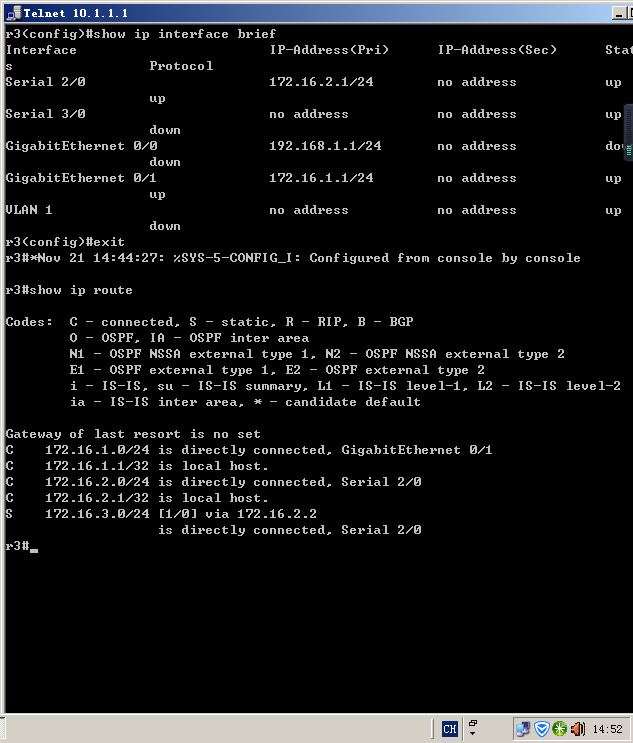 Telnet 10.1.1.1
r3(config)#show ip interface brief
Interface                        IP-Address(Pri)      IP-Address(Sec)      Stat
s                 Protocol
Serial 2/0                       172.16.2.1/24        no address           up
                  up
Serial 3/0                       no address           no address           up
                  down
GigabitEthernet 0/0              192.168.1.1/24       no address           do
                  down
GigabitEthernet 0/1              172.16.1.1/24        no address           up
                  up
VLAN 1                           no address           no address           up
                  down
r3(config)#exit
r3#*Nov 21 14:44:27: %SYS-5-CONFIG_I: Configured from console by console
r3#show ip route
Codes:  C - connected, S - static, R - RIP, B - BGP
        O - OSPF, IA - OSPF inter area
        N1 - OSPF NSSA external type 1, N2 - OSPF NSSA external type 2
        E1 - OSPF external type 1, E2 - OSPF external type 2
        i - IS-IS, su - IS-IS summary, L1 - IS-IS level-1, L2 - IS-IS level-2
        ia - IS-IS inter area, * - candidate default
Gateway of last resort is no set
C    172.16.1.0/24 is directly connected, GigabitEthernet 0/1
C    172.16.1.1/32 is local host.
C    172.16.2.0/24 is directly connected, Serial 2/0
C    172.16.2.1/32 is local host.
S    172.16.3.0/24 [1/0] via 172.16.2.2
                   is directly connected, Serial 2/0
r3#_
CH
14:52